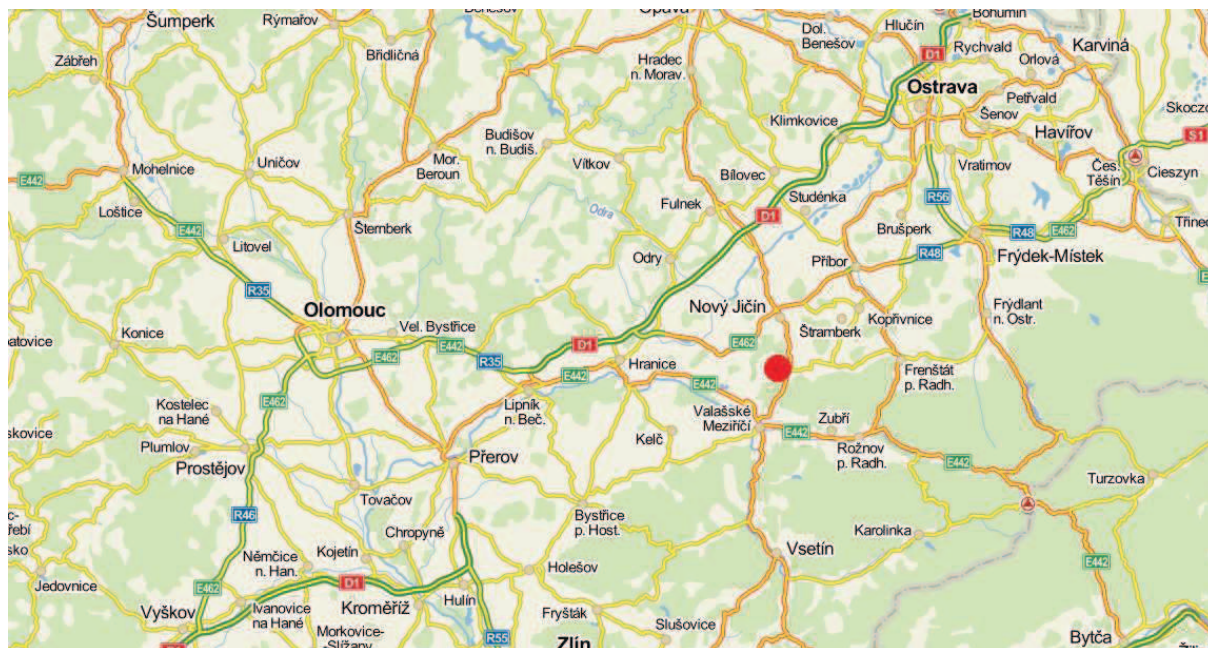 Šumperk
Rýmařov
Benešov
Opava
Bohumín
Zábřeh
Břidličná
Hradec
n. Morav.
Dol.
Benešov
Hlučín
D1
Rychvald
Karviná
Orlová
Ostrava
Petřvald
Skoczów
Klimkovice
Šenov
Havířov
S1
Budišov
n. Budiš.
Vítkov
Mor.
Beroun
Uničov
Mohelnice
E442
Bílovec
Vratimov
Čes.
Těšín
Cieszyn
Loštice
E442
Litovel
Šternberk
Odra
Fulnek
D1
Studénka
R56
Brušperk
R48
E462
Třinec
Odry
Příbor
R48
Frýdek-Místek
R35
Olomouc
Nový Jičín
Štramberk
Kopřivnice
Frýdlant
n. Ostr.
Konice
Vel. Bystřice
E462
E442
R35
D1
E462
Hranice
E442
E442
Frenštát
p. Radh.
E462
Kostelec
na Hané
Lipník
n. Beč.
Valašské
Meziříčí
Zubří
E442
Rožnov
p. Radh.
Plumlov
Prostějov
Přerov
Kelč
E442
Turzovka
Tovačov
R46
Chropyně
Bystřice
p. Host.
Karolinka
Němčice
n. Han.
Kojetín
Vsetín
Jedovnice
E462
D1
Holešov
Vyškov
Ivanovice
na Hané
Kroměříž
Hulín
Fryšták
Morkovice-
-Slížany
R55
Zlín
Slušovice
Bytča